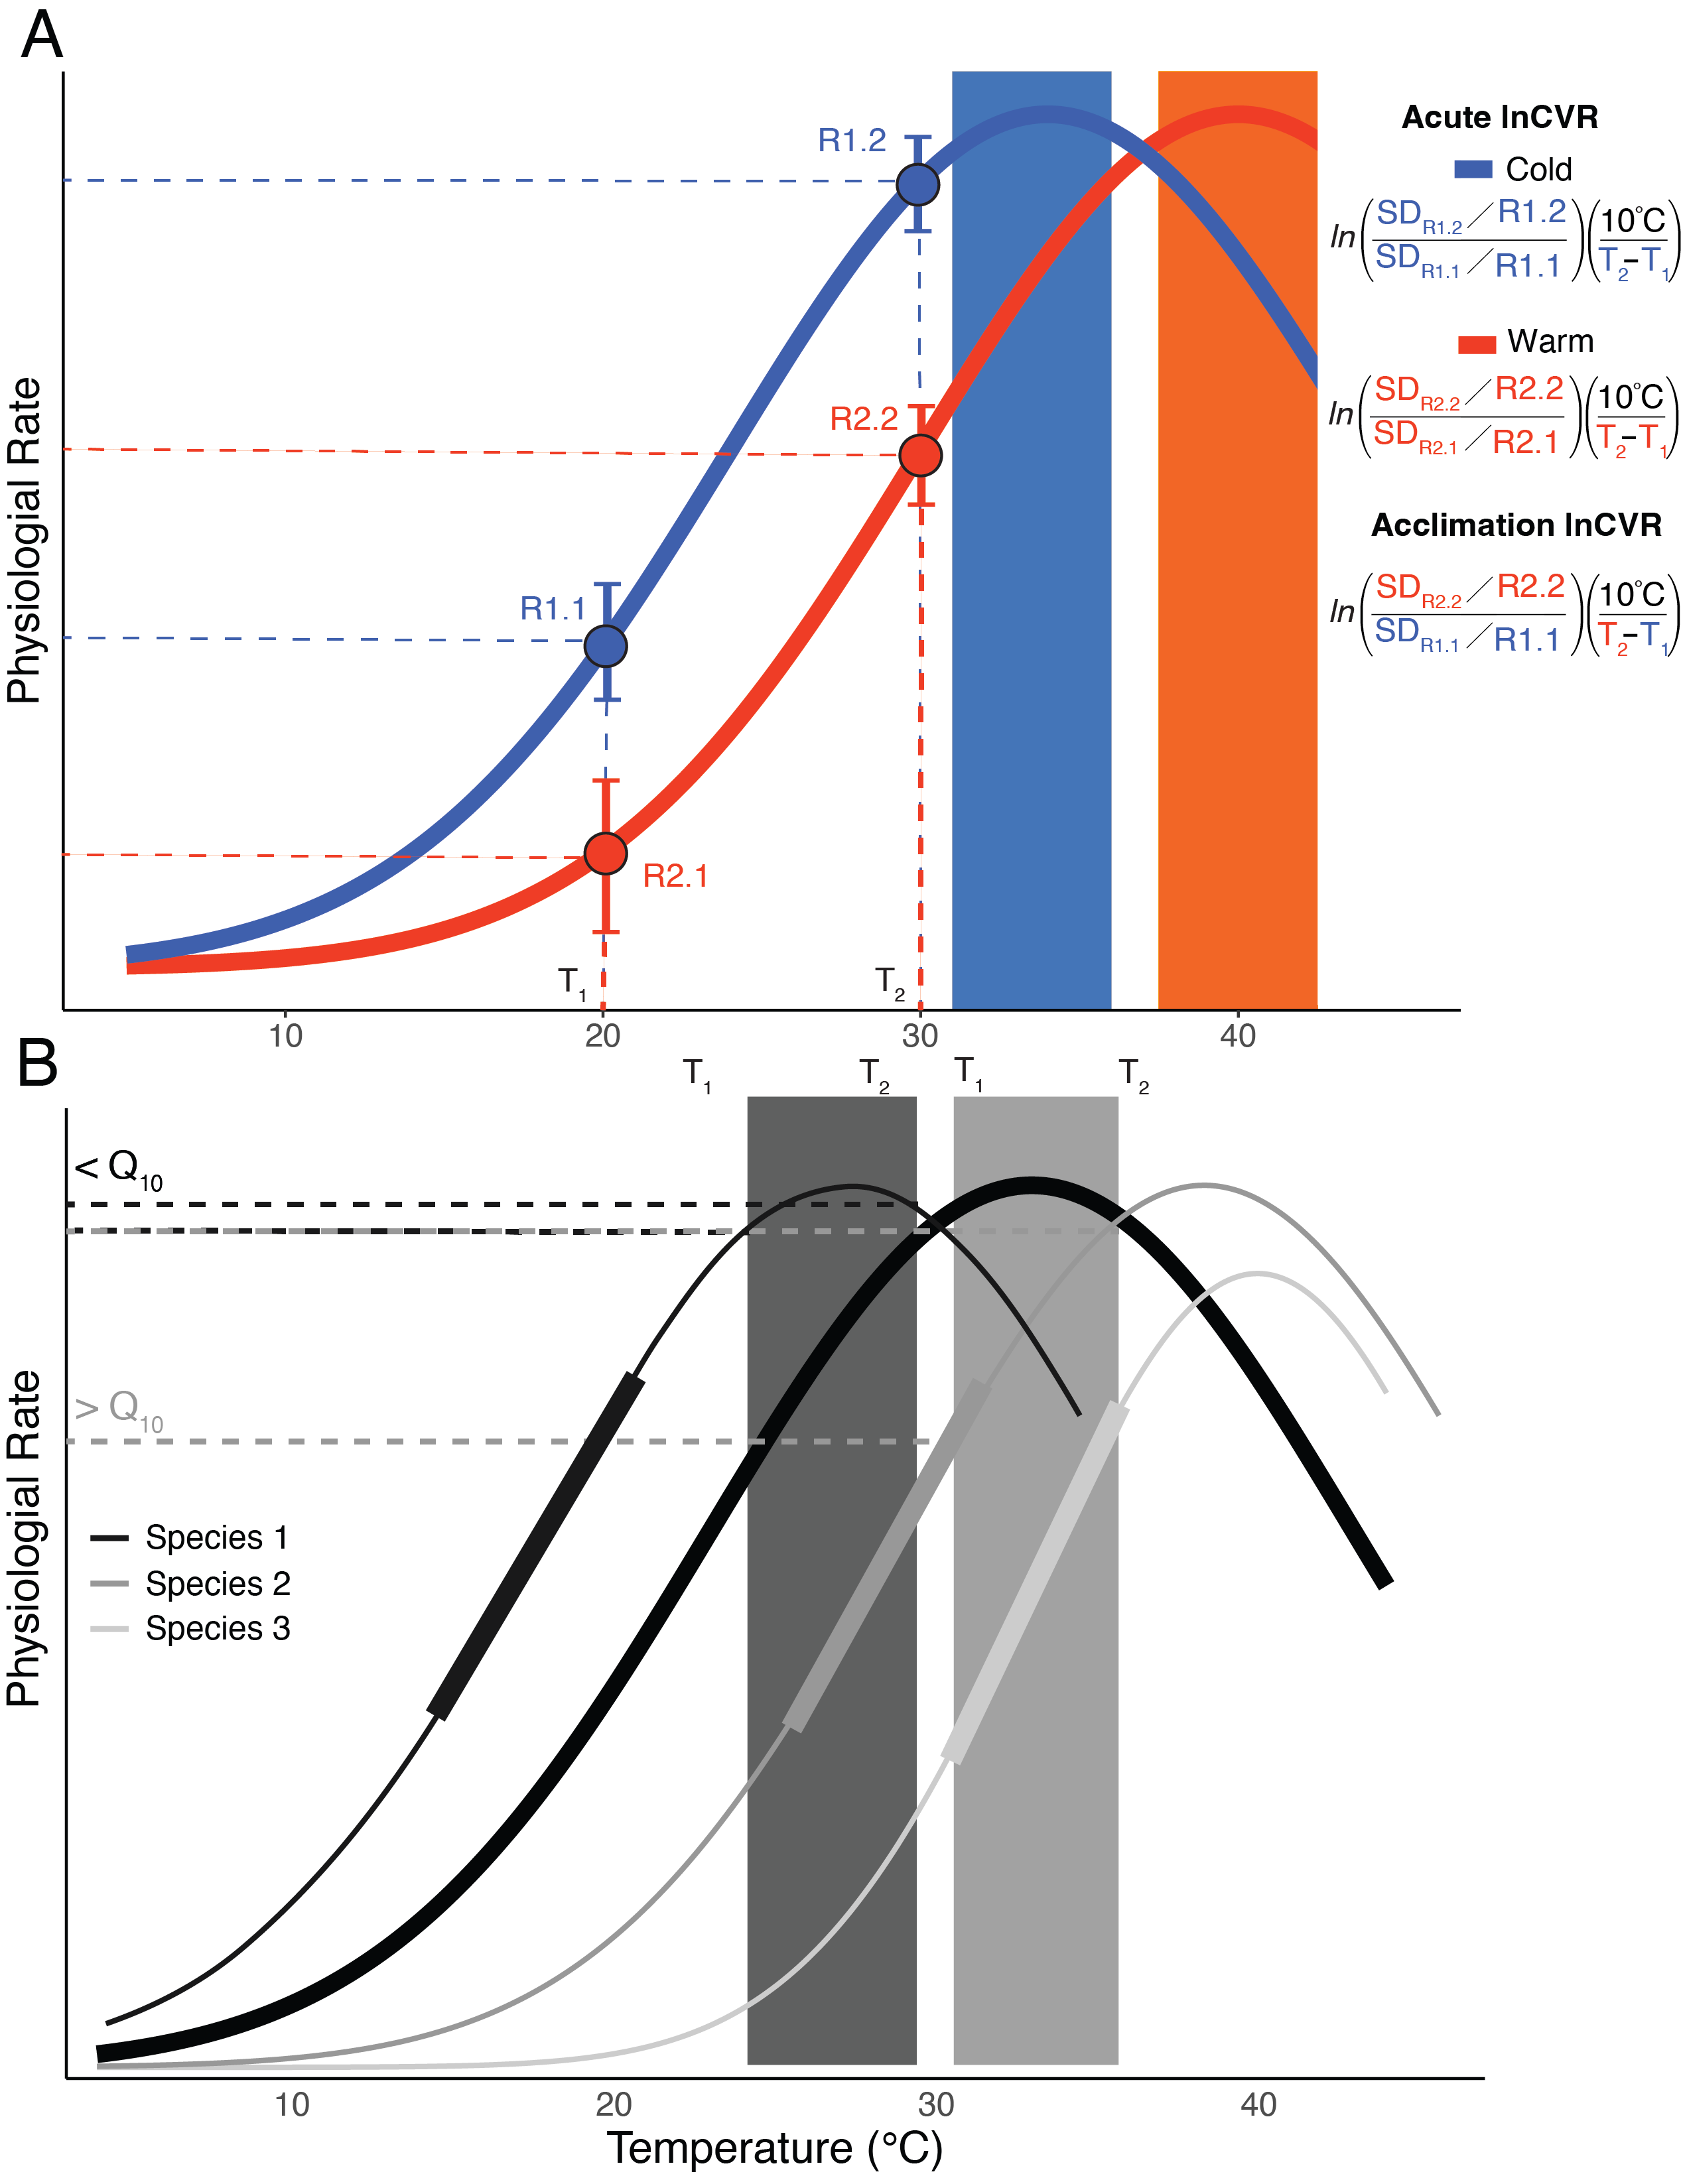 A
Physiologial Rate
R1.2
R2.2
R1.1
R2.1
T1
T2
10
20
30
40
Acute lnCVR
Cold
ln(SDR1.2/R1.2
SDR1.1/R1.1)(10°C
T2–T1)
Warm
ln(SDR2.2/R2.2
SDR2.1/R2.1)(10°C
T2–T1)
Acclimation lnCVR
ln(SDR2.2/R2.2
SDR1.1/R1.1)(10°C
T2–T1)
B
T1 T2 T1 T2
Physiologial Rate
< Q10
> Q10
Species 1
Species 2
Species 3
10
20
30
40
Temperature (°C)